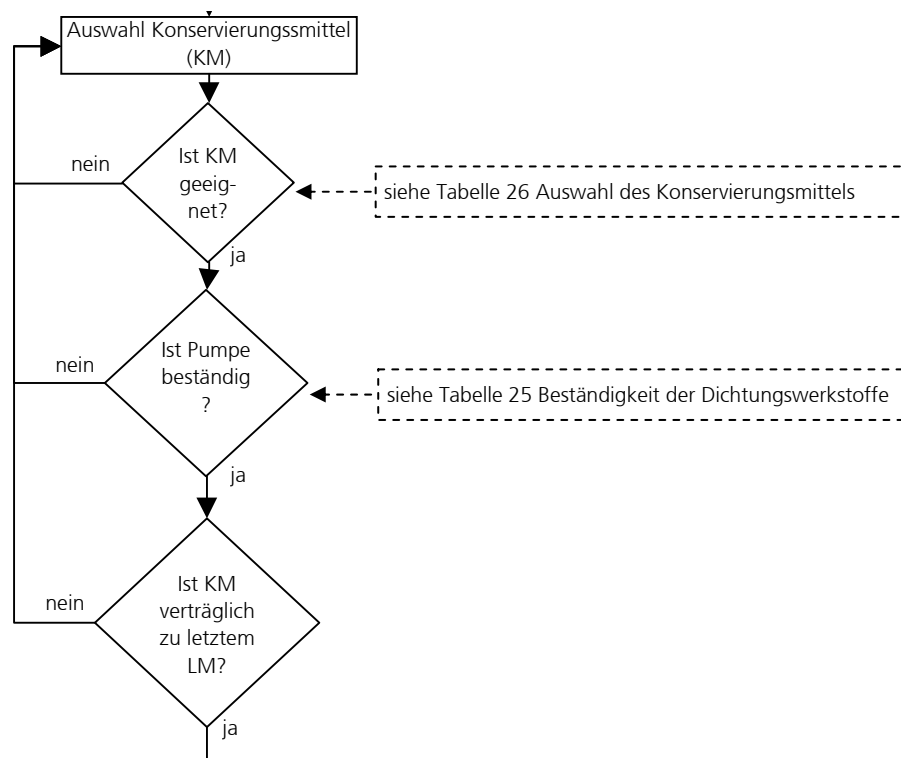 Auswahl Konservierungssmittel
(KM)
nein
Ist KM
geeig-
net?
siehe Tabelle 26 Auswahl des Konservierungsmittels
ja
nein
Ist Pumpe
beständig
?
siehe Tabelle 25 Beständigkeit der Dichtungswerkstoffe
ja
nein
Ist KM
verträglich
zu letztem
LM?
ja